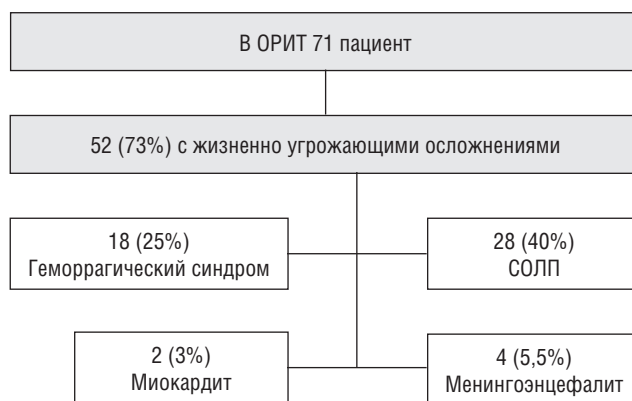 В ОРИТ 71 пациент
52 (73%) с жизненно угрожающими осложнениями
18 (25%)
Геморрагический синдром
28 (40%)
СОЛП
2 (3%)
Миокардит
4 (5,5%)
Менингоэнцефалит